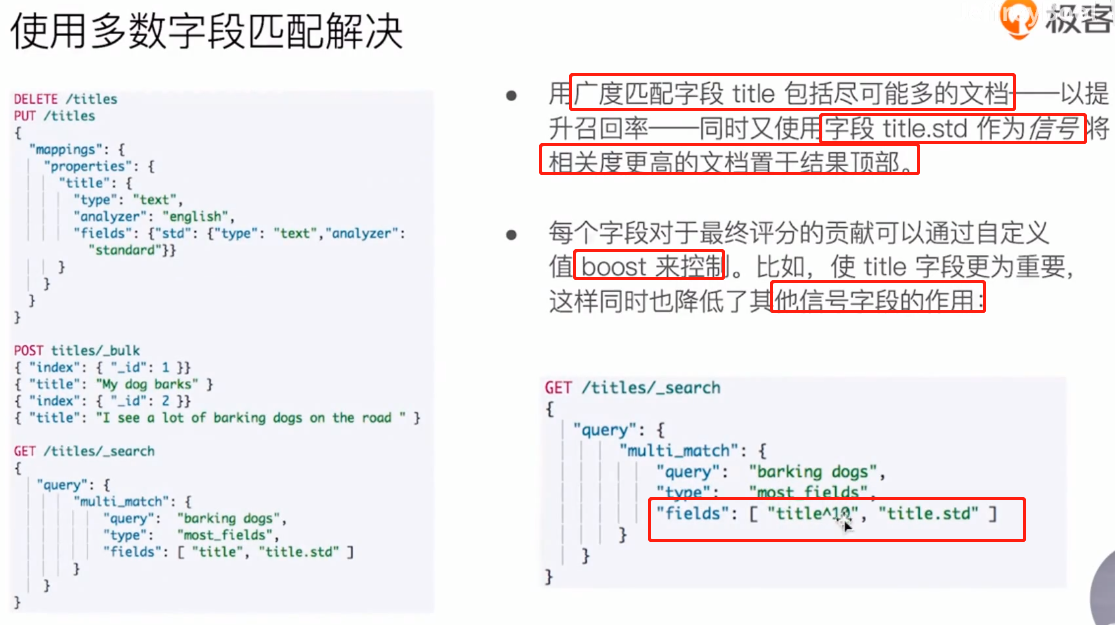 使用多数字段匹配解决
极客
DELETE /titles
PUT /titles
{
"mappings": {
"properties": {
"title": {
"type": "text",
"analyzer": "english",
"fields": {"std": {"type": "text","analyzer":
"standard"}}
}
}
}
}
POST titles/_bulk
{ "index": { "_id": 1 }}
{ "title": "My dog barks" }
{ "index": { "_id": 2 }}
{ "title": "I see a lot of barking dogs on the road " }
GET /titles/_search
{
"query": {
"multi_match": {
"query": "barking dogs",
"type": "most_fields",
"fields": [ "title", "title.std" ]
}
}
}
● 用广度匹配字段 title 包括尽可能多的文档——以提
升召回率——同时又使用字段 title.std 作为信号将
相关度更高的文档置于结果顶部。
● 每个字段对于最终评分的贡献可以通过自定义
值 boost 来控制。比如，使 title 字段更为重要，
这样同时也降低了其他信号字段的作用：
GET /titles/_search
{
"query": {
"multi_match": {
"query": "barking dogs",
"type": "most_fields",
"fields": [ "title^10", "title.std" ]
}
}
}